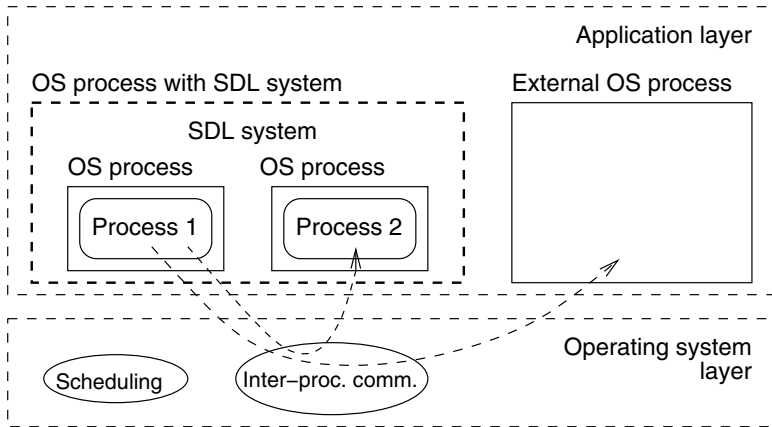 Application layer
OS process with SDL system
External OS process
SDL system
OS process
OS process
Process 1
Process 2
Operating system
layer
Scheduling
Inter−proc. comm.